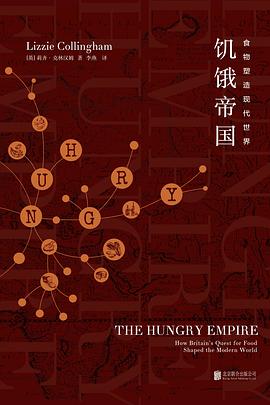 Lizzie Collingham
[英] 莉齐·克林汉姆 著 李燕 译
饥饿帝国
食物塑造现代世界
H
U
N
G
R
Y
THE HUNGRY EMPIRE
How Britain's Quest for Food
Shaped the Modern World
北京联合出版公司